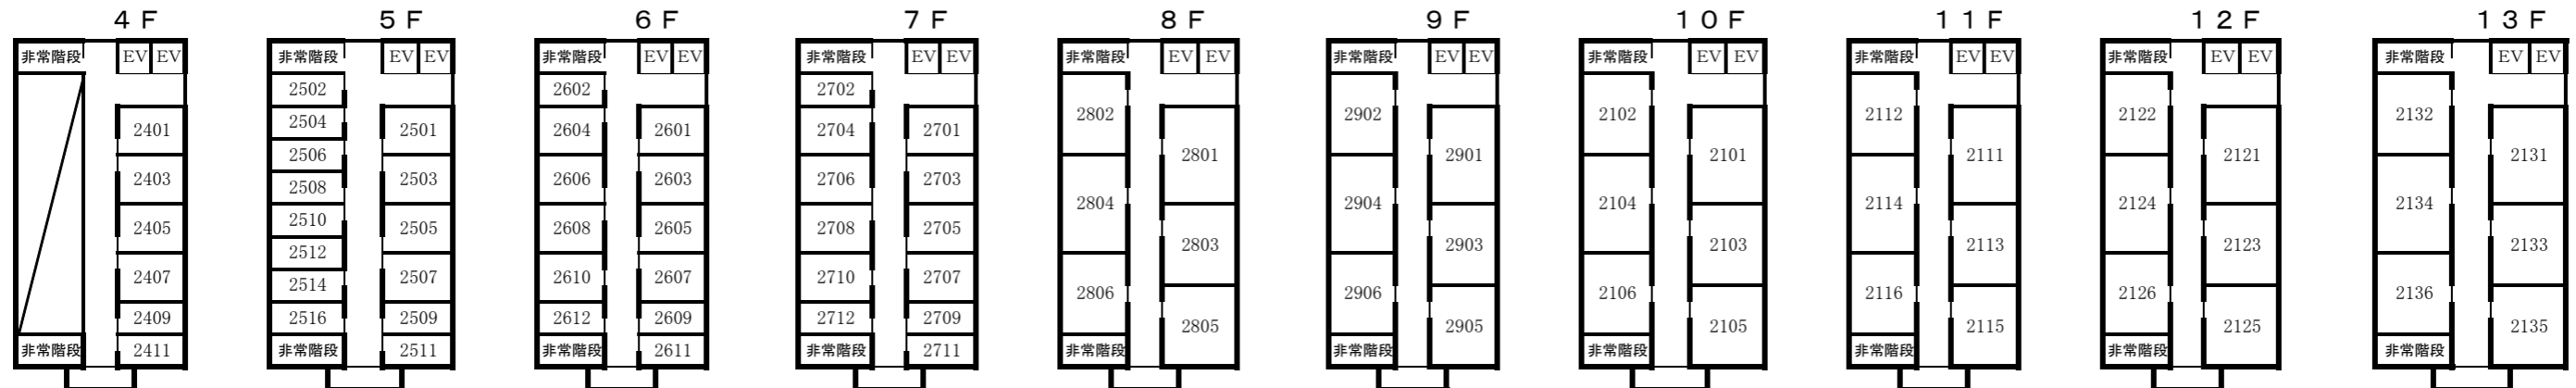 ４Ｆ ５Ｆ ６Ｆ ７Ｆ ８Ｆ ９Ｆ １０Ｆ １１Ｆ １２Ｆ １３Ｆ
非常階段 EV EV 非常階段 EV EV 非常階段 EV EV 非常階段 EV EV 非常階段 EV EV 非常階段 EV EV 非常階段 EV EV 非常階段 EV EV 非常階段 EV EV 非常階段 EV EV
2502 2602 2702
2802 2902 2102 2112 2122 2132
2504
2401 2501 2604 2601 2704 2701
2506 2801 2901 2101 2111 2121 2131
2403 2503 2606 2603 2706 2703
2508
2804 2904 2104 2114 2124 2134
2510
2405 2505 2608 2605 2708 2705
2803 2903 2103 2113 2123 2133
2512
2407 2507 2610 2607 2710 2707
2514
2806 2906 2106 2116 2126 2136
2409 2516 2509 2612 2609 2712 2709
2805 2905 2105 2115 2125 2135
非常階段 2411 非常階段 2511 非常階段 2611 非常階段 2711 非常階段 非常階段 非常階段 非常階段 非常階段 非常階段